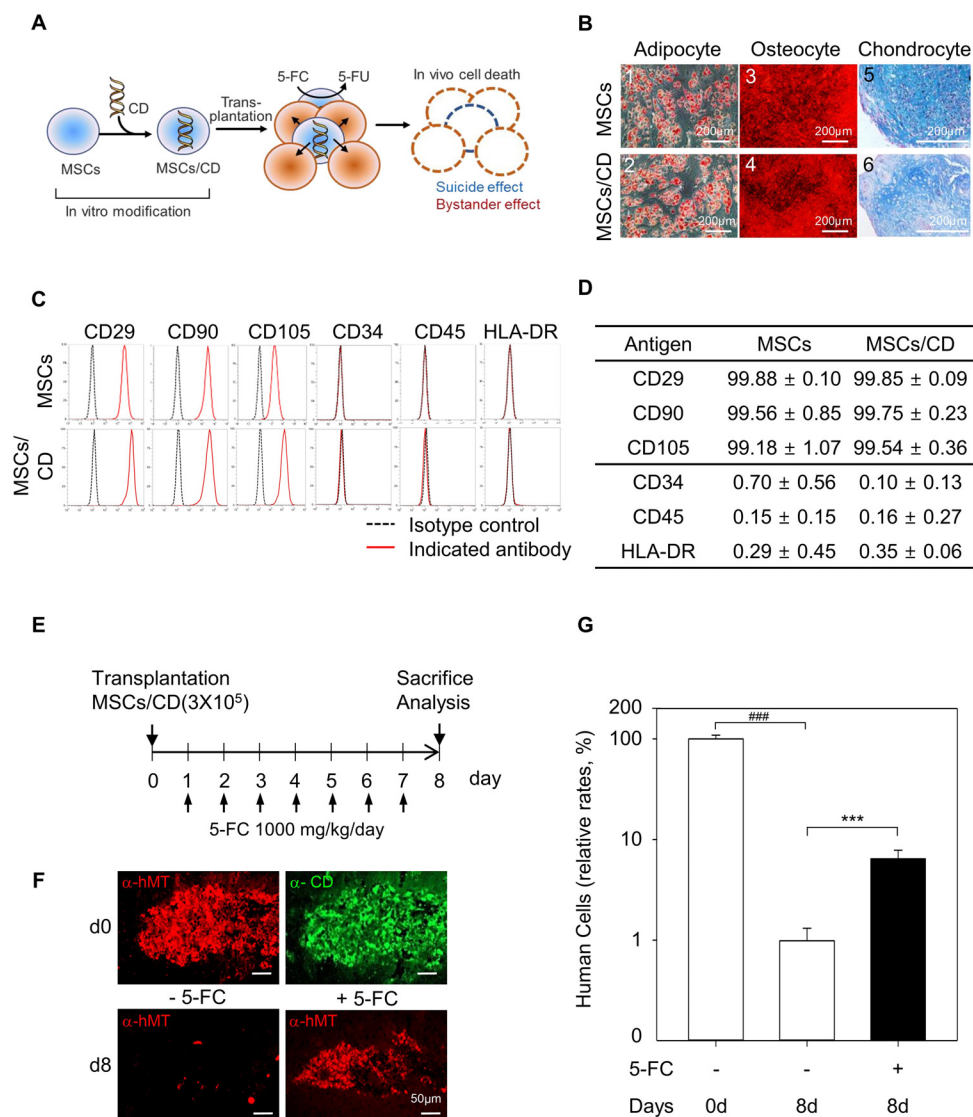 A
CD
MSCs
MSCs/CD
In vitro modification
Trans-
plantation
5-FC
5-FU
In vivo cell death
Suicide effect
Bystander effect
B
Adipocyte Osteocyte Chondrocyte
MSCs
1 3 5
200µm 200µm 200µm
MSCs/CD
2 4 6
200µm 200µm 200µm
C
CD29 CD90 CD105 CD34 CD45 HLA-DR
MSCs
MSCs/
CD
Isotype control
Indicated antibody
D
Antigen MSCs MSCs/CD
CD29 99.88 ± 0.10 99.85 ± 0.09
CD90 99.56 ± 0.85 99.75 ± 0.23
CD105 99.18 ± 1.07 99.54 ± 0.36
CD34 0.70 ± 0.56 0.10 ± 0.13
CD45 0.15 ± 0.15 0.16 ± 0.27
HLA-DR 0.29 ± 0.45 0.35 ± 0.06
E
Transplantation
MSCs/CD(3X10⁵)
Sacrifice
Analysis
0 1 2 3 4 5 6 7 8 day
5-FC 1000 mg/kg/day
F
d0
α-hMT
α- CD
- 5-FC
+ 5-FC
d8
α-hMT
α-hMT
50µm
G
Human Cells (relative rates, %)
200
100
10
1
0
###
***
5-FC - - +
Days 0d 8d 8d